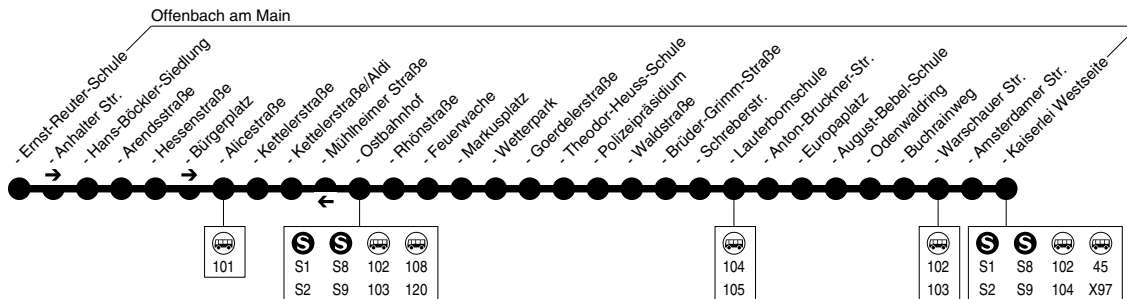 Offenbach am Main
- Ernst-Reuter-Schule
- Anhalter Str.
- Hans-Böckler-Siedlung
- Arendsstraße
- Hessenstraße
- Bürgerplatz
- Alicestraße
- Kettelerstraße
- Kettelerstraße/Aldi
- Mühlheimer Straße
- Ostbahnhof
- Rhönstraße
- Feuerwache
- Markusplatz
- Wetterpark
- Goerdelerstraße
- Theodor-Heuss-Schule
- Polizeipräsidium
- Waldstraße
- Brüder-Grimm-Straße
- Schreberstr.
- Lauterbornschule
- Anton-Bruckner-Str.
- Europaplatz
- August-Bebel-Schule
- Odenwaldring
- Buchrainweg
- Warschauer Str.
- Amsterdamer Str.
- Kaiserlei Westseite
101
S S
S1 S8 102 108
S2 S9 103 120
104
105
102
103
S S
S1 S8 102 45
S2 S9 104 X97